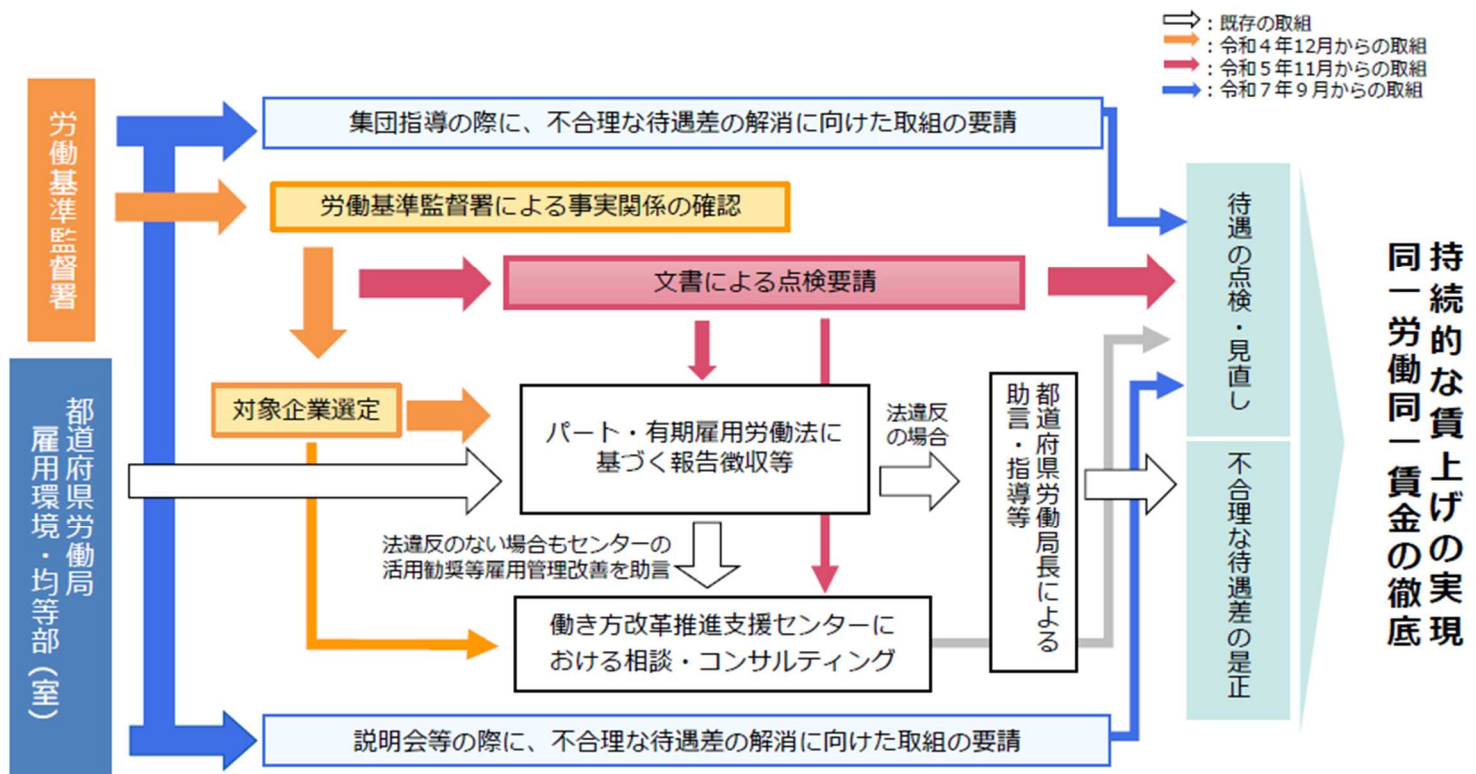 ：既存の取組
：令和４年12月からの取組
：令和５年11月からの取組
：令和７年９月からの取組
労働基準監督署
都道府県労働局
雇用環境・均等部（室）
集団指導の際に、不合理な待遇差の解消に向けた取組の要請
労働基準監督署による事実関係の確認
文書による点検要請
対象企業選定
パート・有期雇用労働法に
基づく報告徴収等
法違反
の場合
都道府県労働局長による
助言・指導等
法違反のない場合もセンターの
活用勧奨等雇用管理改善を助言
働き方改革推進支援センターに
おける相談・コンサルティング
説明会等の際に、不合理な待遇差の解消に向けた取組の要請
待遇の点検・見直し
不合理な待遇差の是正
持続的な賃上げの実現
同一労働同一賃金の徹底